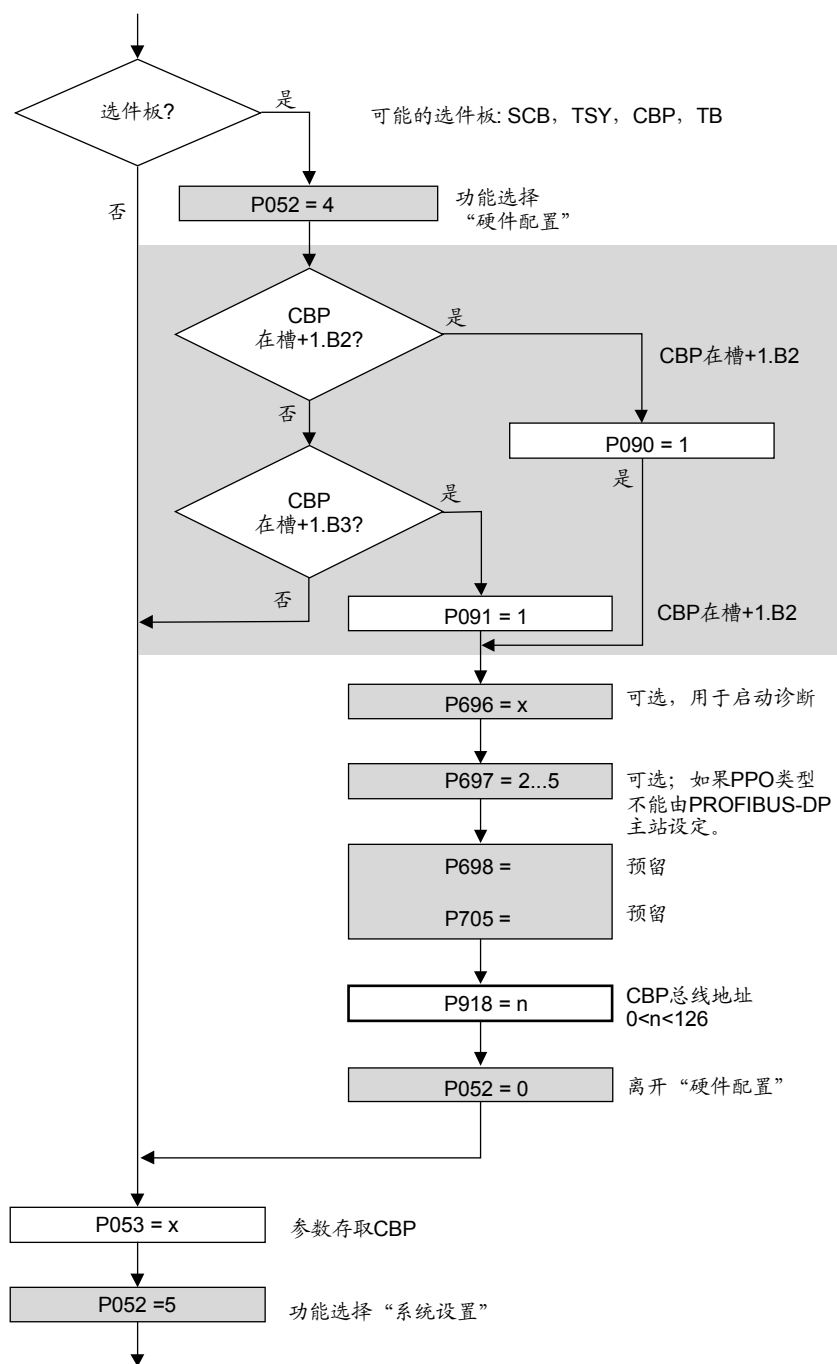 选件板?
是
可能的选件板: SCB，TSY，CBP，TB
否
P052 = 4
功能选择
“硬件配置”
CBP
在槽+1.B2?
是
CBP在槽+1.B2
否
P090 = 1
是
CBP
在槽+1.B3?
是
否
P091 = 1
CBP在槽+1.B2
P696 = x
可选，用于启动诊断
P697 = 2...5
可选；如果PPO类型
不能由PROFIBUS-DP
主站设定。
P698 =
预留
P705 =
预留
P918 = n
CBP总线地址
0<n<126
P052 = 0
离开“硬件配置”
P053 = x
参数存取CBP
P052 =5
功能选择“系统设置”